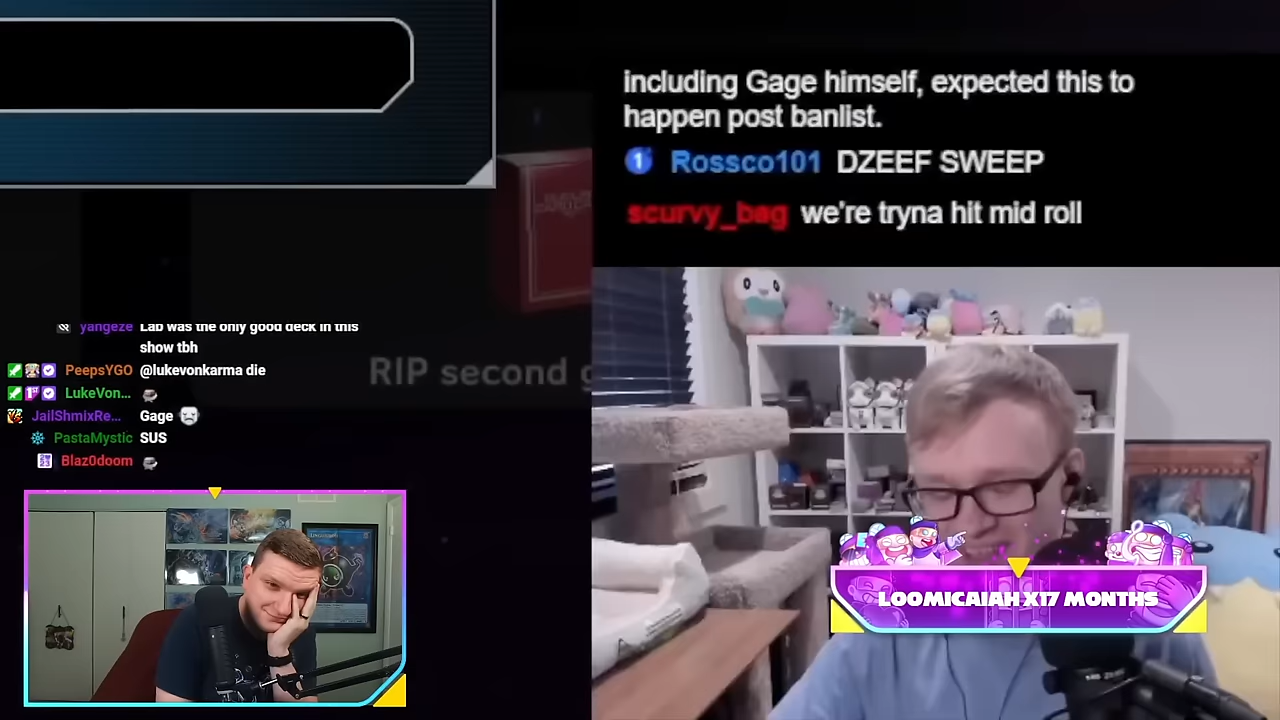 including Gage himself, expected this to
happen post banlist.
1 Rossco101 DZEEF SWEEP
scurvy_bag we're tryna hit mid roll
yangeze Lab was the only good deck in this
show tbh
PeepsYGO @lukevonkarma die
LukeVon...
JailShmixRe... Gage
PastaMystic SUS
Blaz0doom
RIP second g
LOOMICAIAH X17 MONTHS